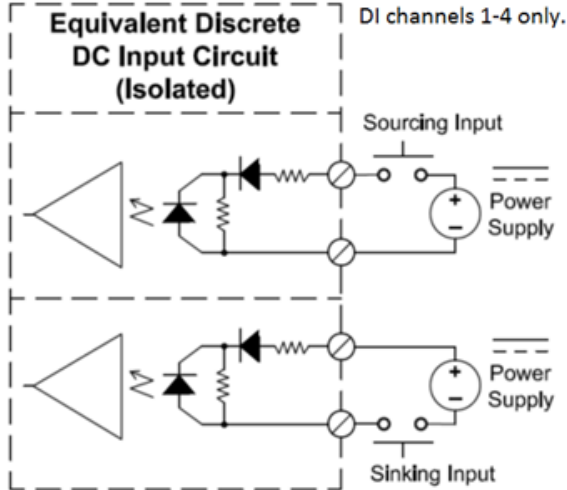 Equivalent Discrete
DC Input Circuit
(Isolated)
DI channels 1-4 only.
Sourcing Input
+
−
Power
Supply
+
−
Power
Supply
Sinking Input